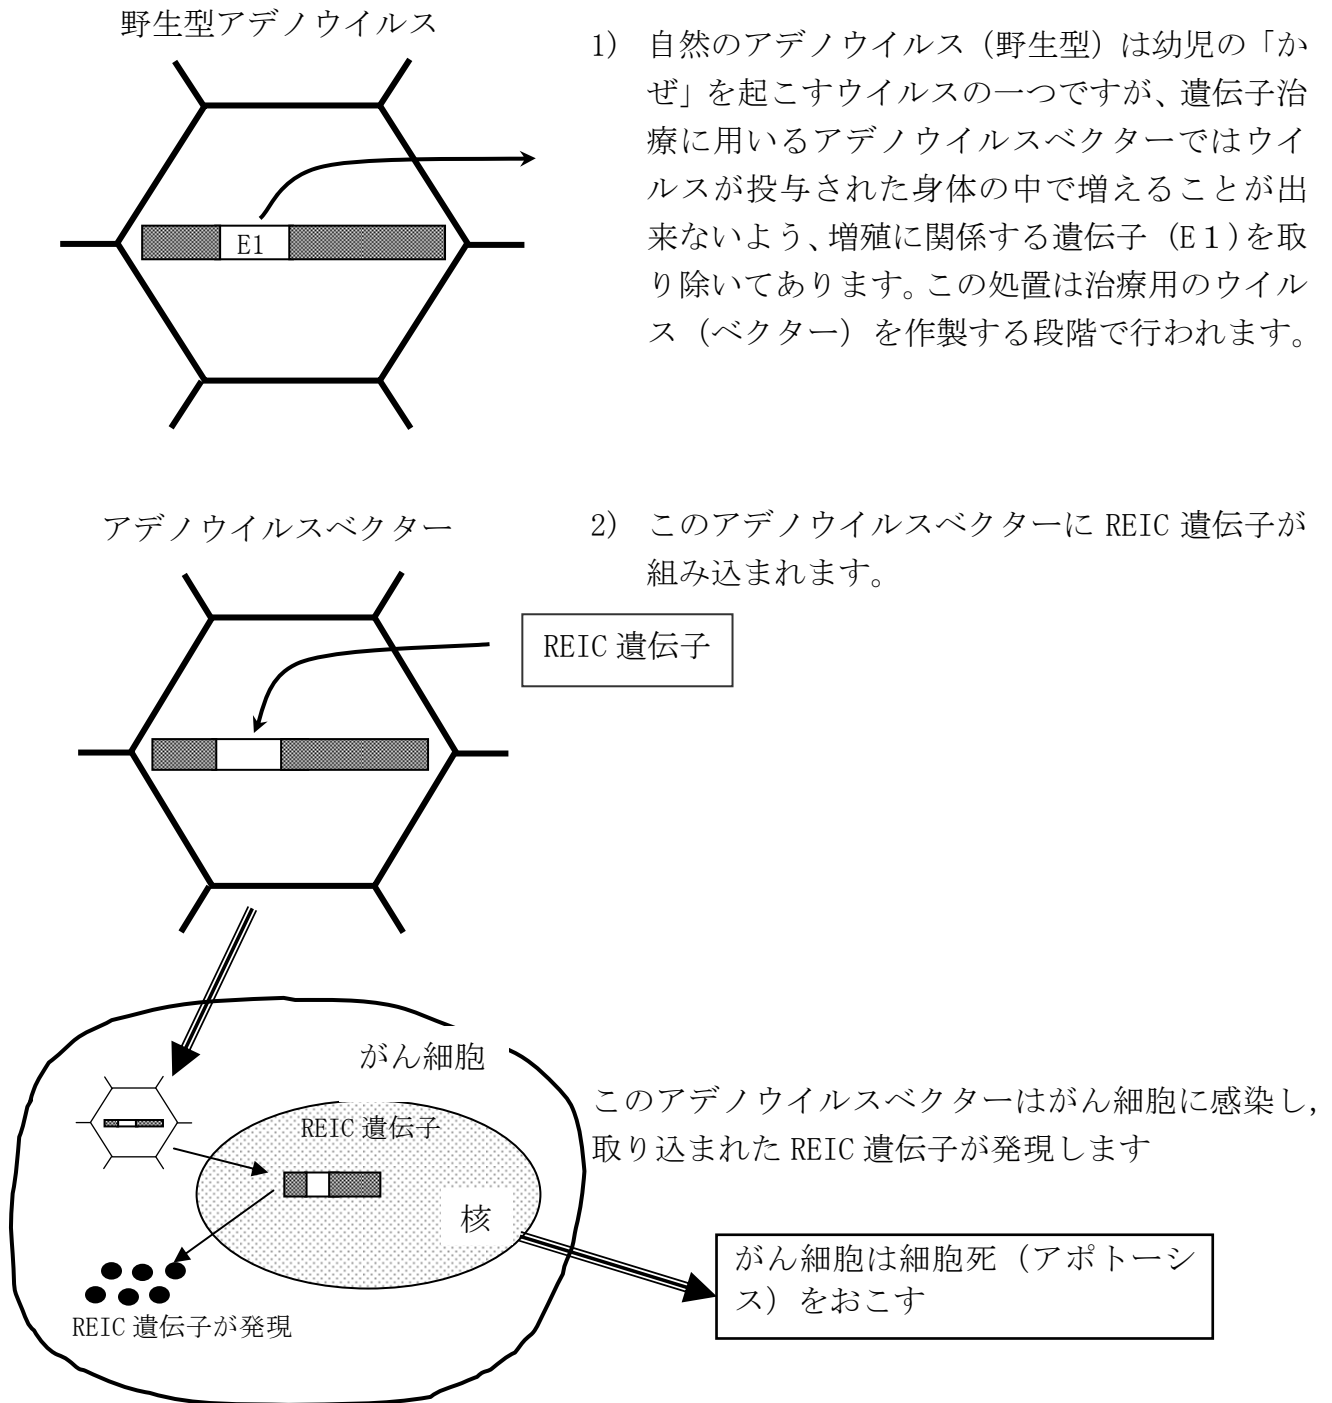 野生型アデノウイルス
1) 自然のアデノウイルス（野生型）は幼児の「か
ぜ」を起こすウイルスの一つですが、遺伝子治
療に用いるアデノウイルスベクターではウイ
ルスが投与された身体の中で増えることが出
来ないよう、増殖に関係する遺伝子（E１）を取
り除いてあります。この処置は治療用のウイル
ス（ベクター）を作製する段階で行われます。
E1
アデノウイルスベクター
2) このアデノウイルスベクターに REIC 遺伝子が
組み込まれます。
REIC 遺伝子
がん細胞
REIC 遺伝子
核
REIC 遺伝子が発現
このアデノウイルスベクターはがん細胞に感染し,
取り込まれた REIC 遺伝子が発現します
がん細胞は細胞死（アポトーシ
ス）をおこす